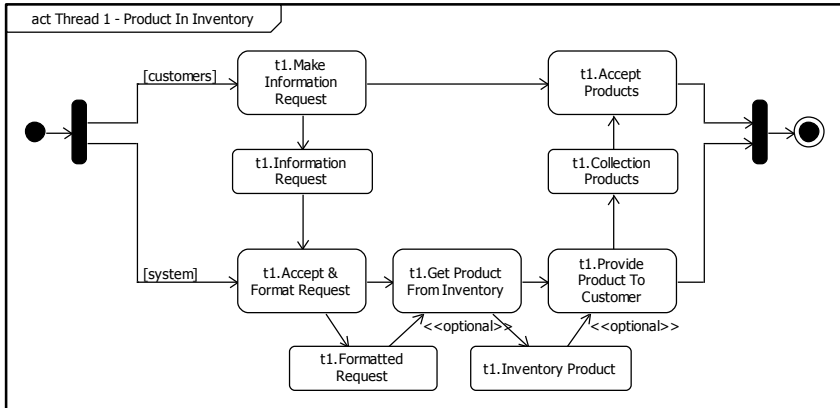 act Thread 1 - Product In Inventory
[customers]
t1.Make
Information
Request
t1.Accept
Products
t1.Information
Request
t1.Collection
Products
[system]
t1.Accept &
Format Request
t1.Get Product
From Inventory
t1.Provide
Product To
Customer
<<optional>>
<<optional>>
t1.Formatted
Request
t1.Inventory Product